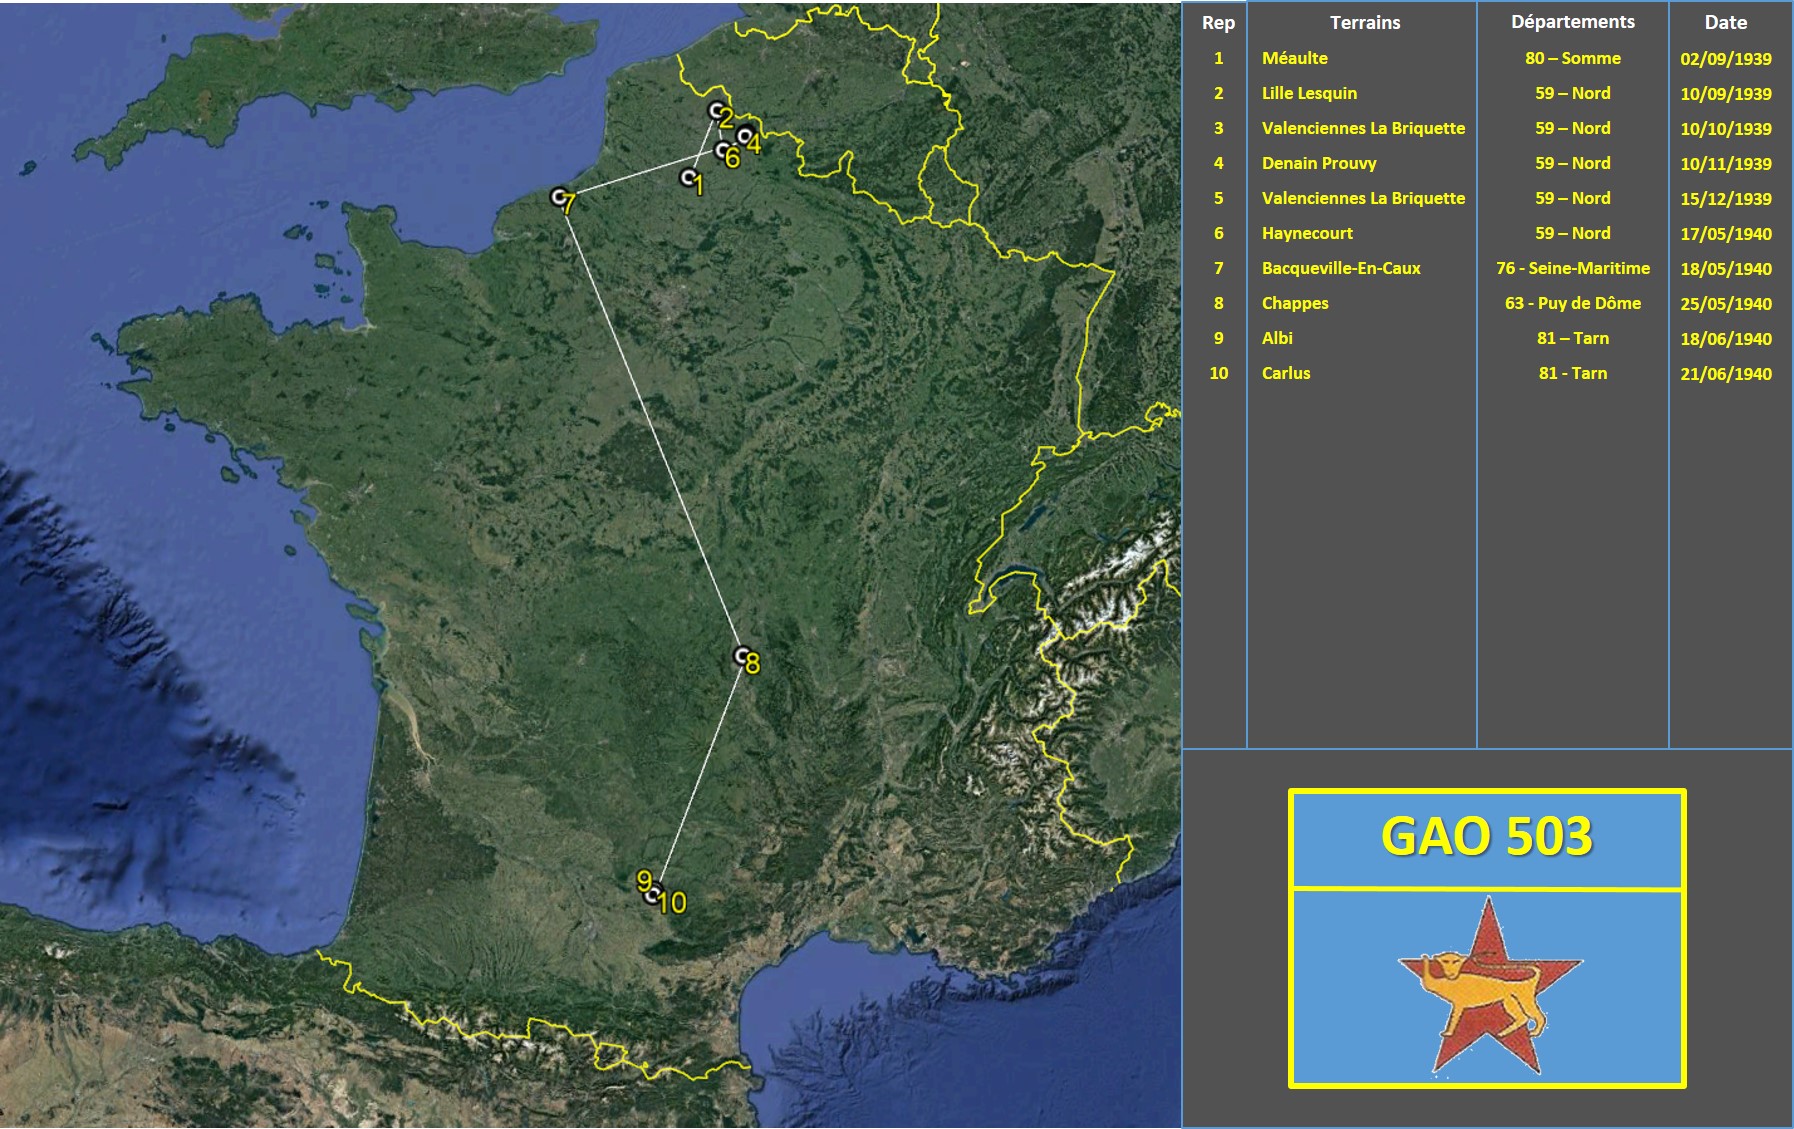 Rep Terrains Départements Date
1 Méaulte 80 – Somme 02/09/1939
2 Lille Lesquin 59 – Nord 10/09/1939
3 Valenciennes La Briquette 59 – Nord 10/10/1939
4 Denain Prouvy 59 – Nord 10/11/1939
5 Valenciennes La Briquette 59 – Nord 15/12/1939
6 Haynecourt 59 – Nord 17/05/1940
7 Bacqueville-En-Caux 76 - Seine-Maritime 18/05/1940
8 Chappes 63 - Puy de Dôme 25/05/1940
9 Albi 81 – Tarn 18/06/1940
10 Carlus 81 - Tarn 21/06/1940
2
4
6
1
7
8
9
10
GAO 503